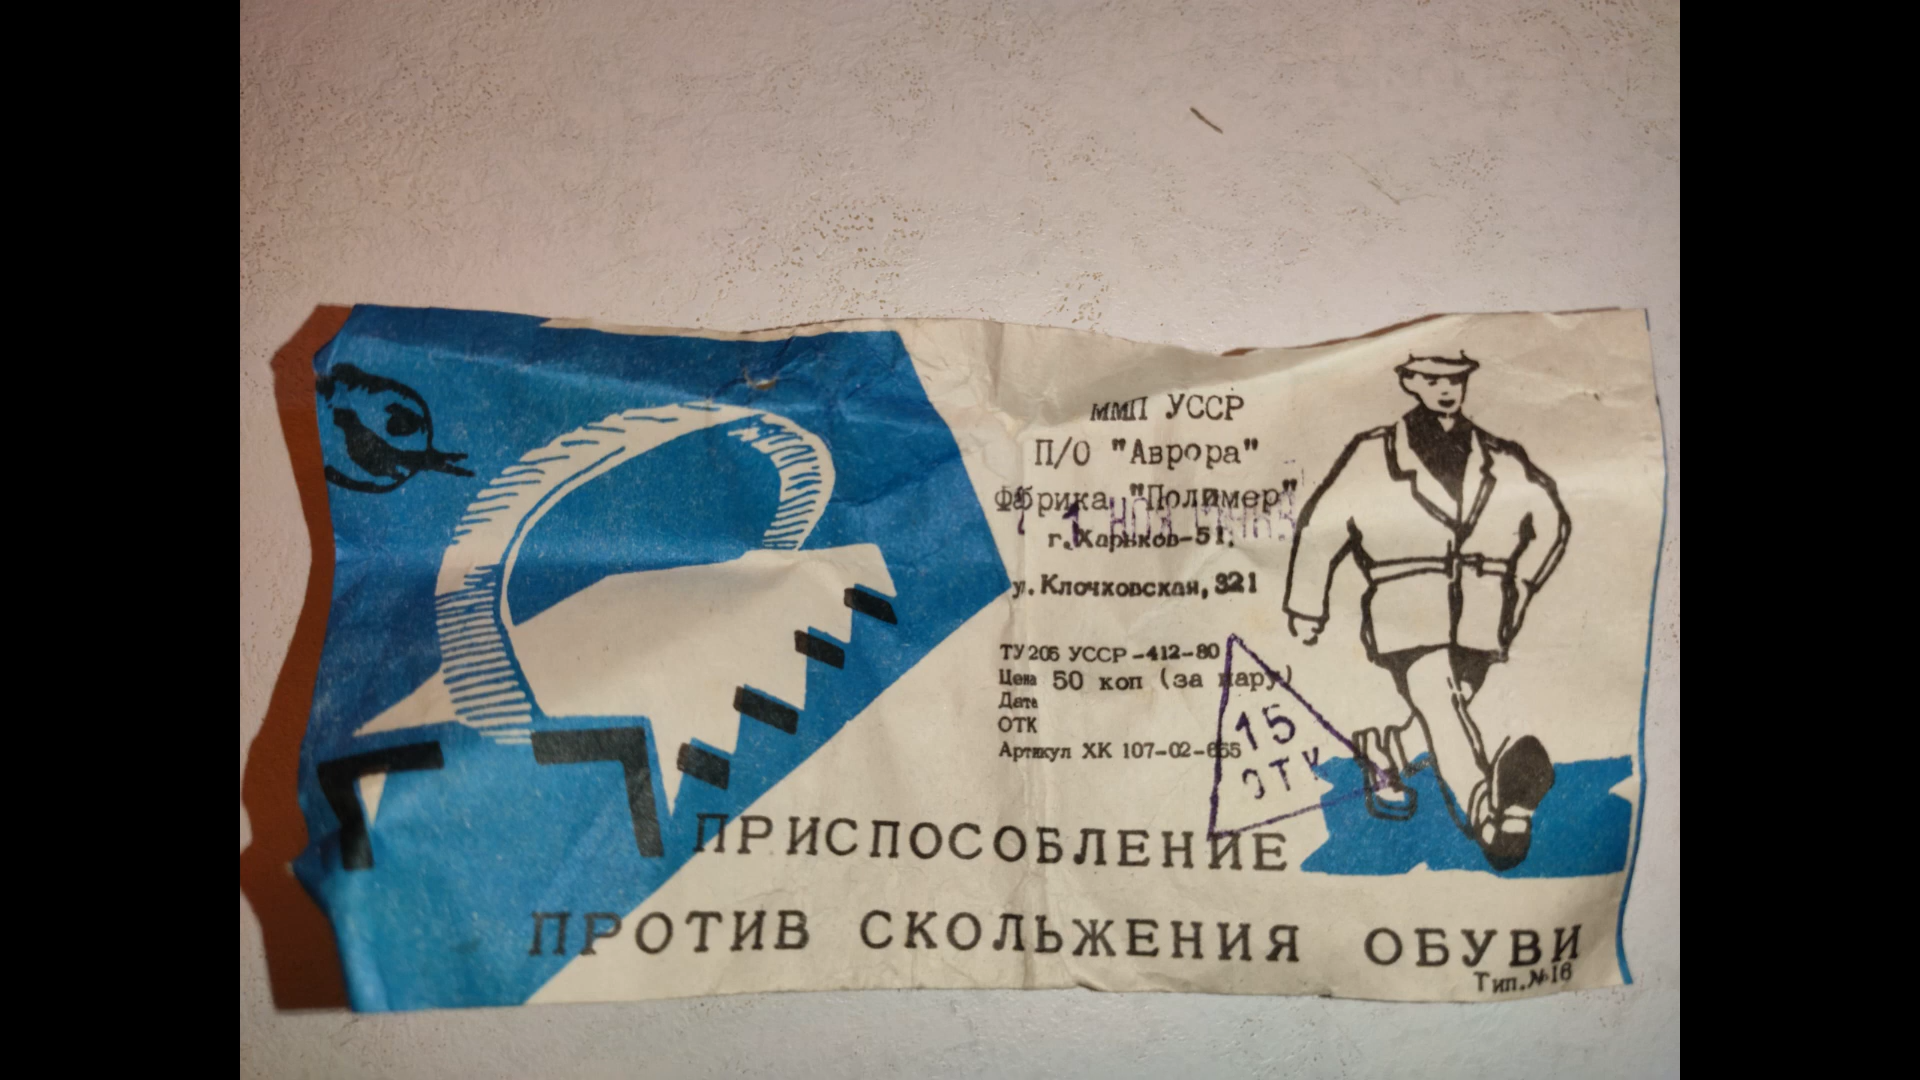 ММП УССР
П/О "Аврора"
Фабрика "Полимер"
г.Харьков-51,
у.Клочковская, 321
ТУ 205 УССР-412-80
Цена 50 коп (за пару)
Дата
ОТК
Артикул ХК 107-02-655
15
ОТК
ПРИСПОСОБЛЕНИЕ
ПРОТИВ СКОЛЬЖЕНИЯ ОБУВИ
Тип.№16